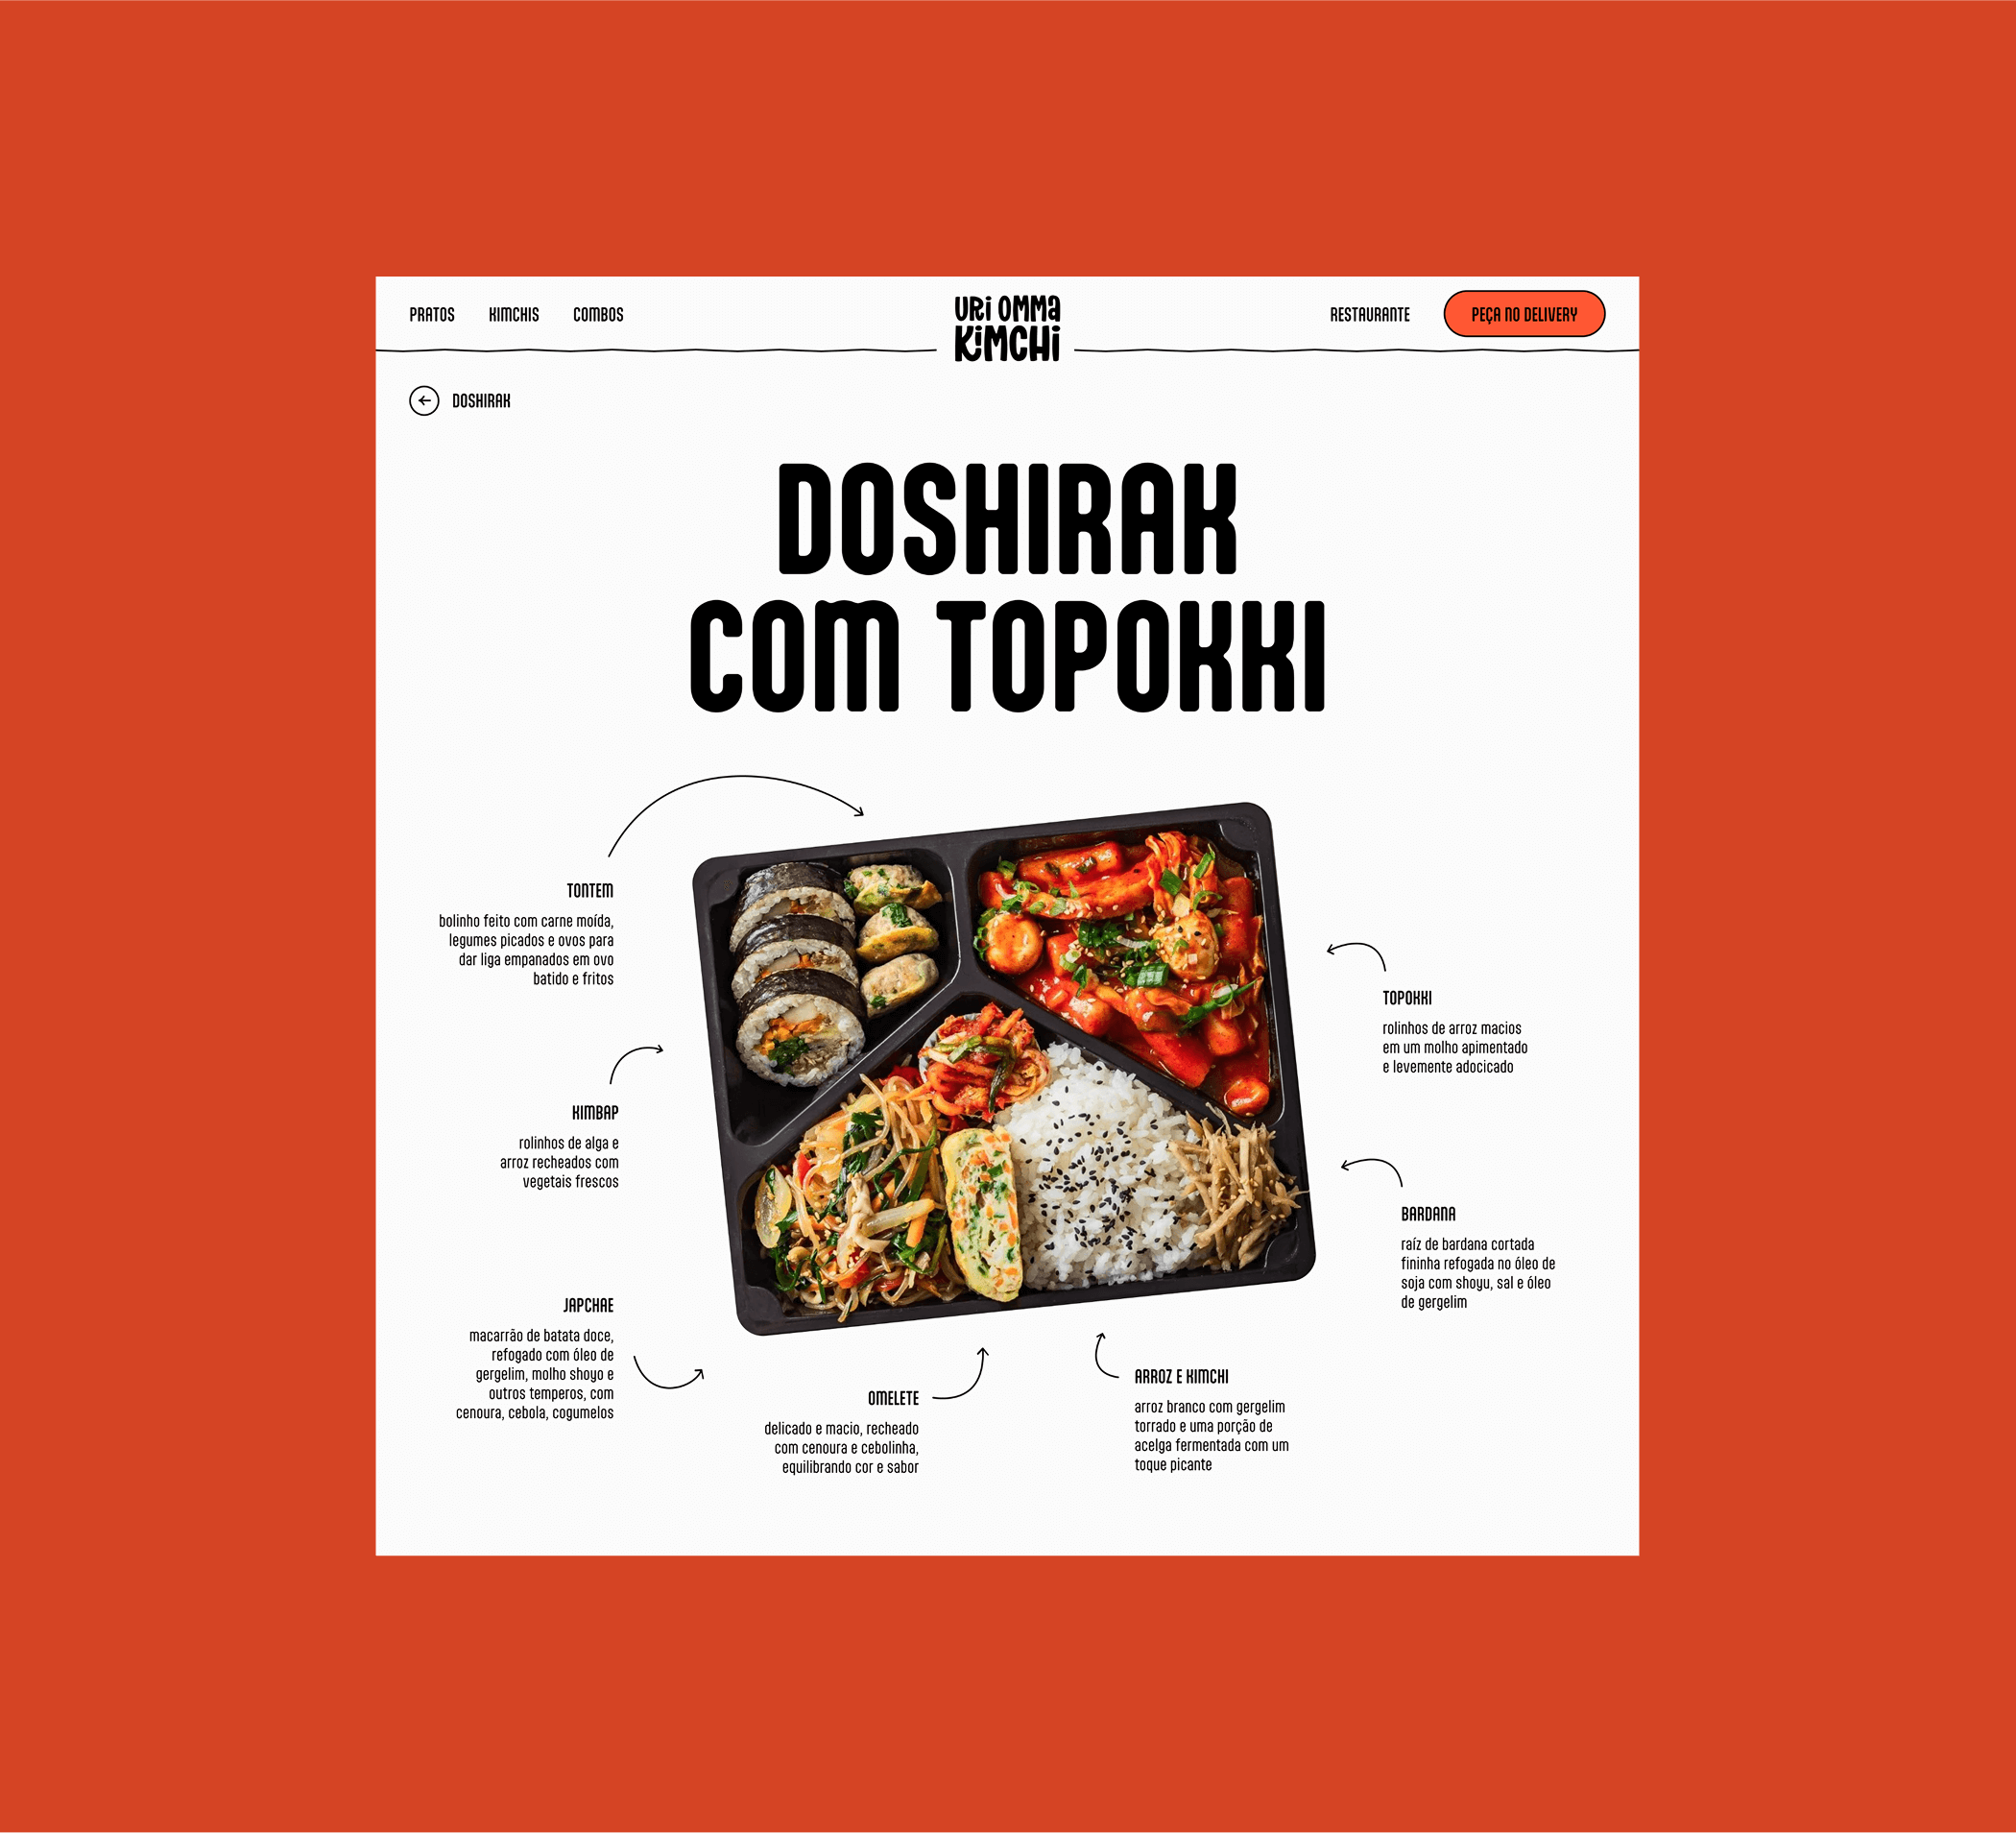 PRATOS KIMCHIS COMBOS
URI OMMA
KIMCHI
RESTAURANTE PEÇA NO DELIVERY
DOSHIRAK
DOSHIRAK
COM TOPOKKI
TONTEM
bolinho feito com carne moída,
legumes picados e ovos para
dar liga empanados em ovo
batido e fritos
TOPOKKI
rolinhos de arroz macios
em um molho apimentado
e levemente adocicado
KIMBAP
rolinhos de alga e
arroz recheados com
vegetais frescos
BARDANA
raíz de bardana cortada
fininha refogada no óleo de
soja com shoyu, sal e óleo
de gergelim
JAPCHAE
macarrão de batata doce,
refogado com óleo de
gergelim, molho shoyo e
outros temperos, com
cenoura, cebola, cogumelos
OMELETE
delicado e macio, recheado
com cenoura e cebolinha,
equilibrando cor e sabor
ARROZ E KIMCHI
arroz branco com gergelim
torrado e uma porção de
acelga fermentada com um
toque picante